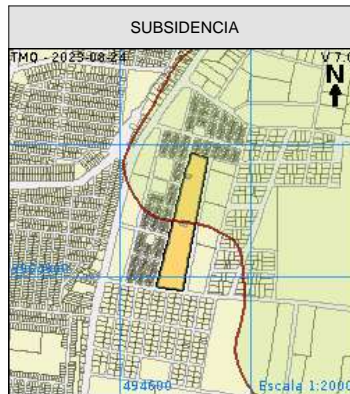 SUBSIDENCIA
TMQ - 2023-08-24
N
494600
Escala 1:2000